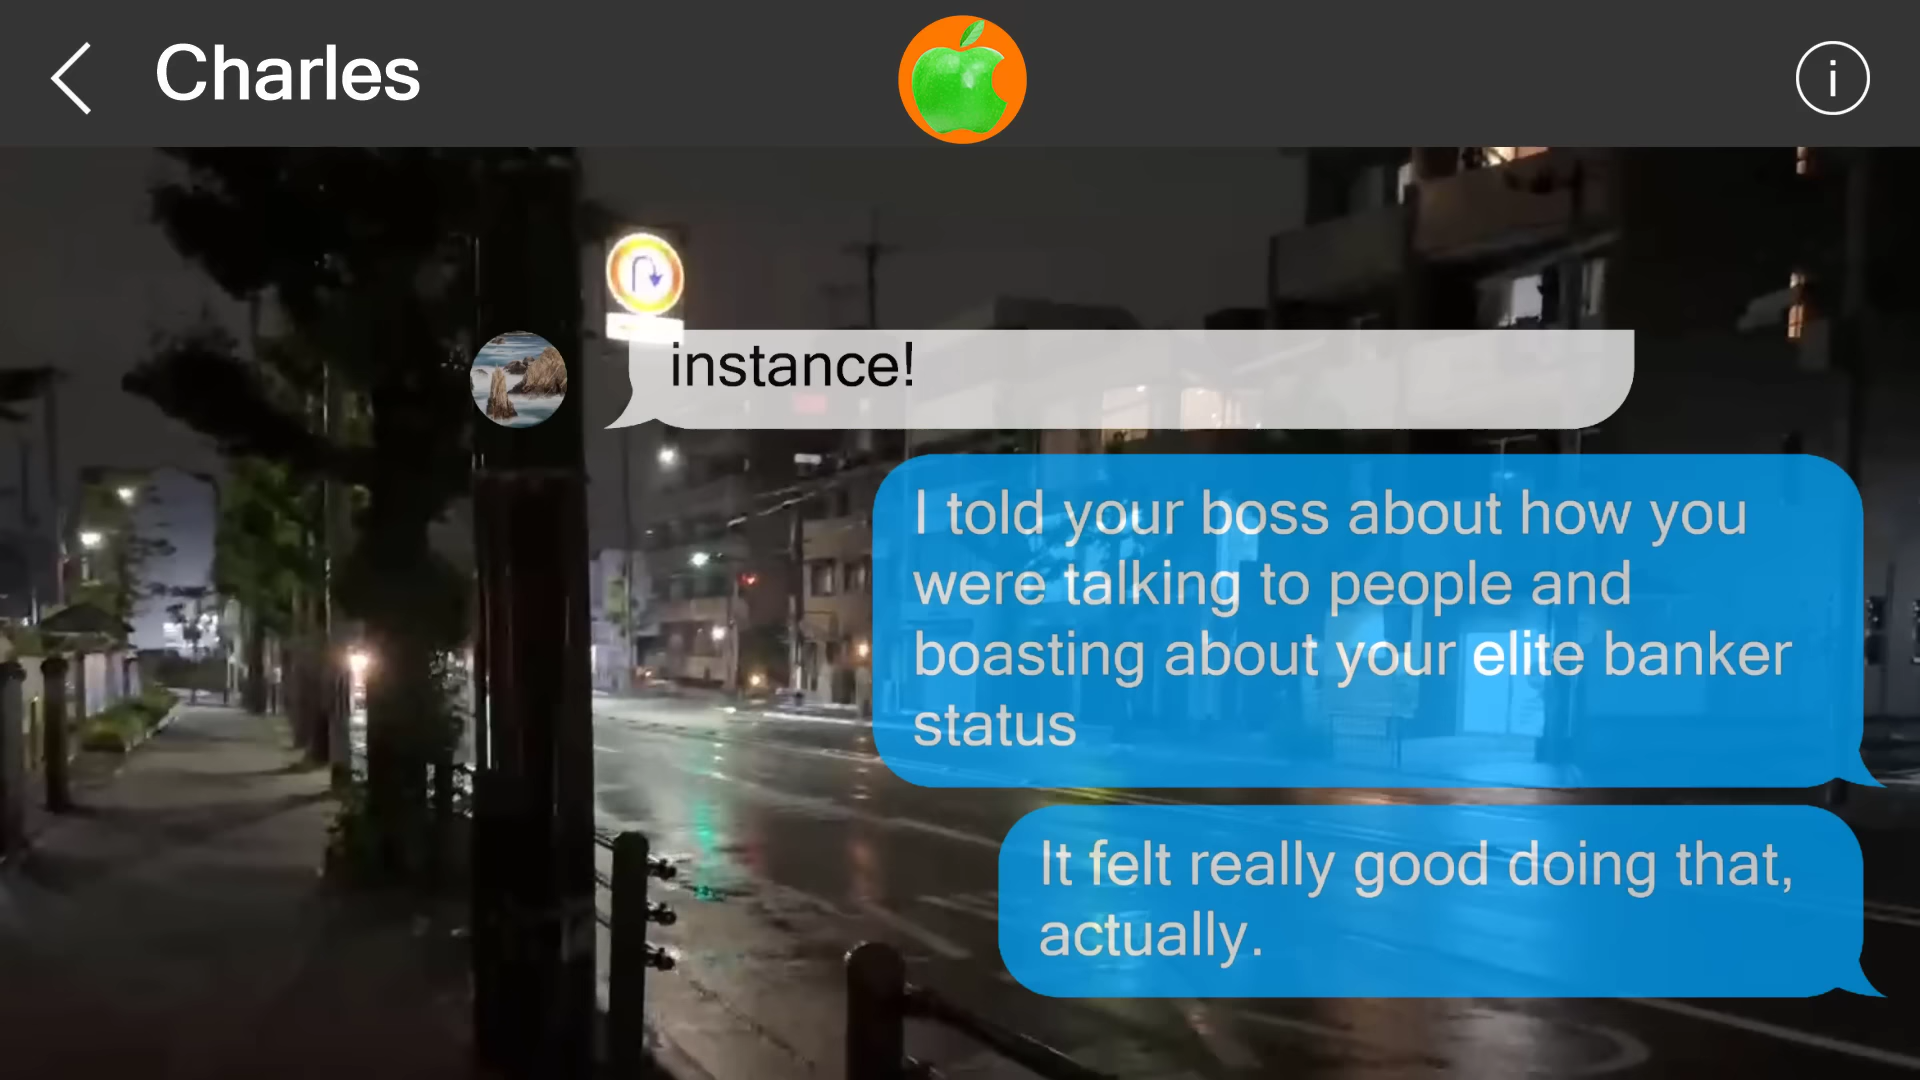 Charles
i
instance!
I told your boss about how you
were talking to people and
boasting about your elite banker
status
It felt really good doing that,
actually.